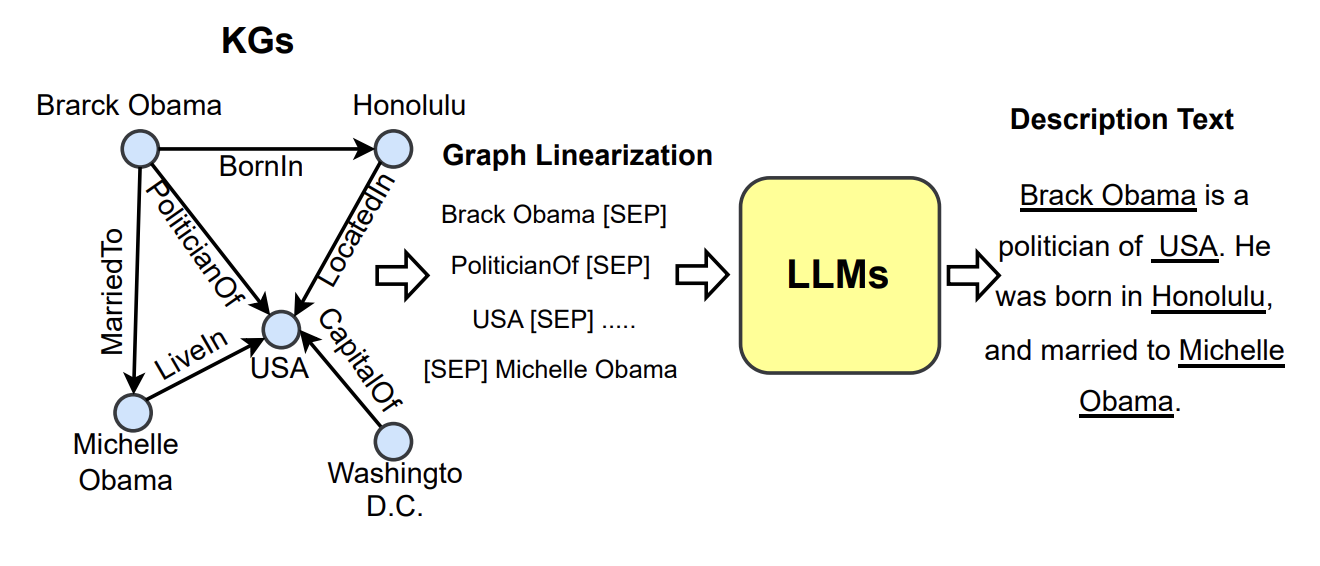 KGs
Brarck Obama
Honolulu
BornIn
PoliticianOf
LocatedIn
MarriedTo
LiveIn
USA
CapitalOf
Michelle
Obama
Washingto
D.C.
Graph Linearization
Brack Obama [SEP]
PoliticianOf [SEP]
USA [SEP] .....
[SEP] Michelle Obama
LLMs
Description Text
Brack Obama is a
politician of USA. He
was born in Honolulu,
and married to Michelle
Obama.